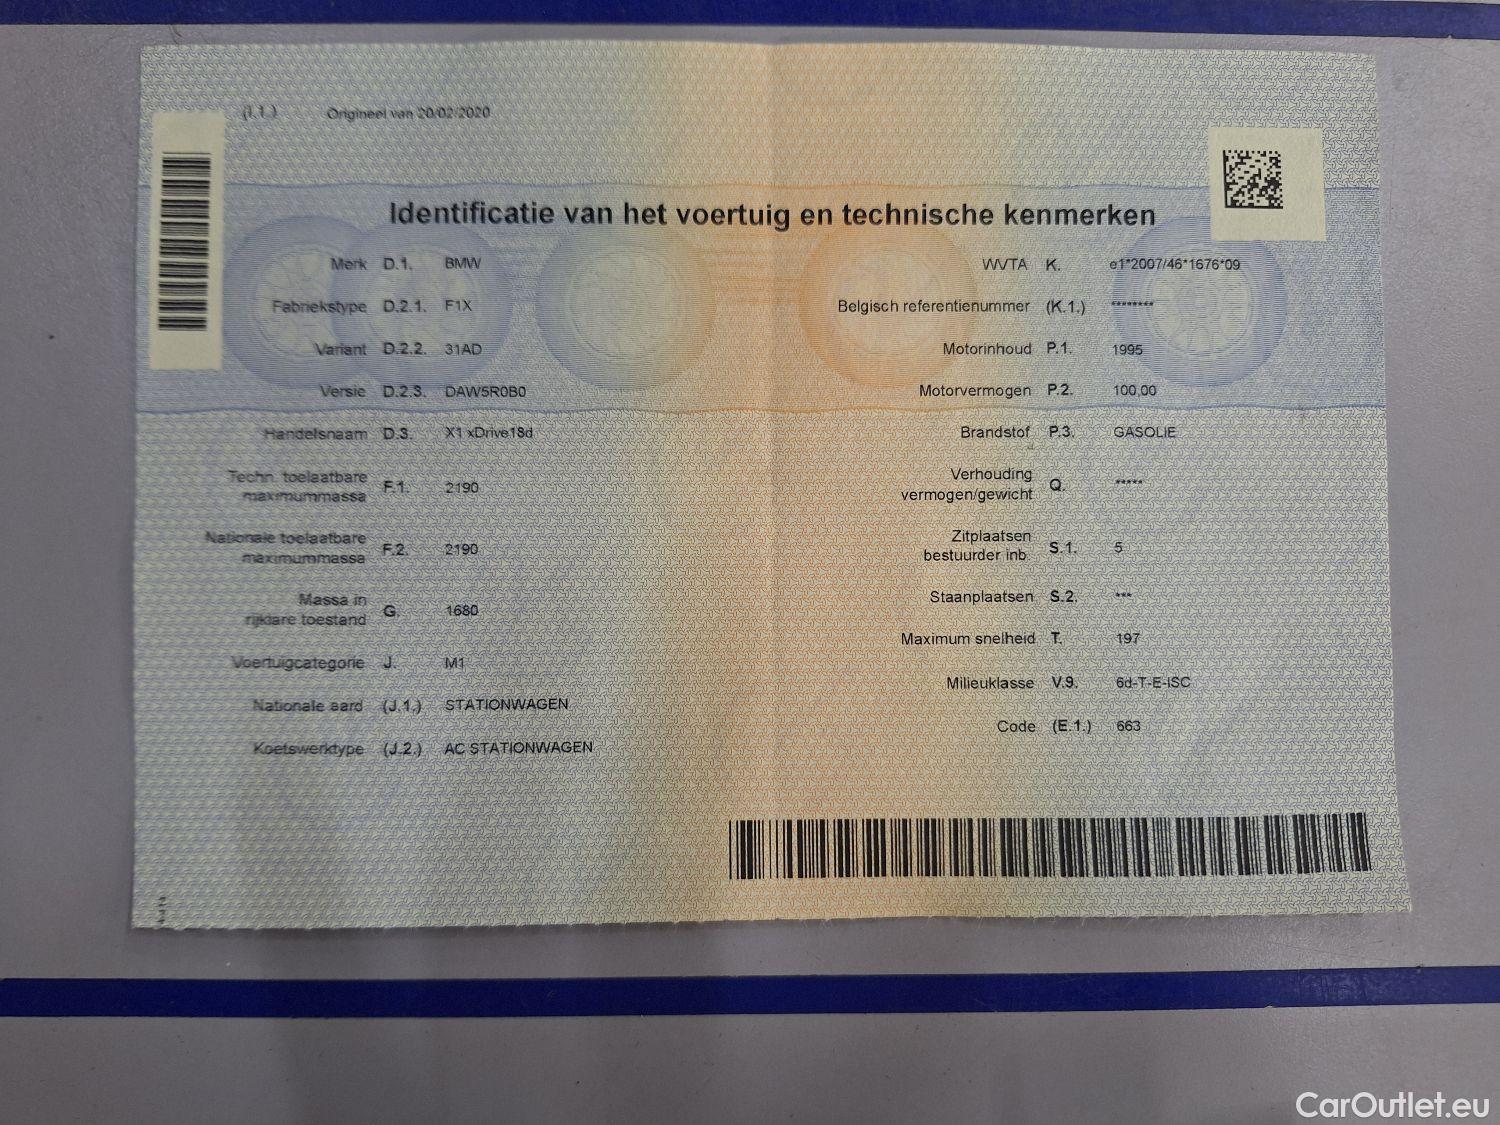 (I.1.) Origineel van 20/02/2020
Identificatie van het voertuig en technische kenmerken
Merk D.1. BMW
Fabriekstype D.2.1. F1X
Variant D.2.2. 31AD
Versie D.2.3. DAW5R0B0
Handelsnaam D.3. X1 xDrive18d
Techn. toelaatbare
maximummassa F.1. 2190
Nationale toelaatbare
maximummassa F.2. 2190
Massa in
rijklare toestand G. 1680
Voertuigcategorie J. M1
Nationale aard (J.1.) STATIONWAGEN
Koetswerktype (J.2.) AC STATIONWAGEN
WVTA K. e1*2007/46*1676*09
Belgisch referentienummer (K.1.) ********
Motorinhoud P.1. 1995
Motorvermogen P.2. 100,00
Brandstof P.3. GASOLIE
Verhouding
vermogen/gewicht Q. *****
Zitplaatsen
bestuurder inb. S.1. 5
Staanplaatsen S.2. ***
Maximum snelheid T. 197
Milieuklasse V.9. 6d-T-E-ISC
Code (E.1.) 663
CarOutlet.eu